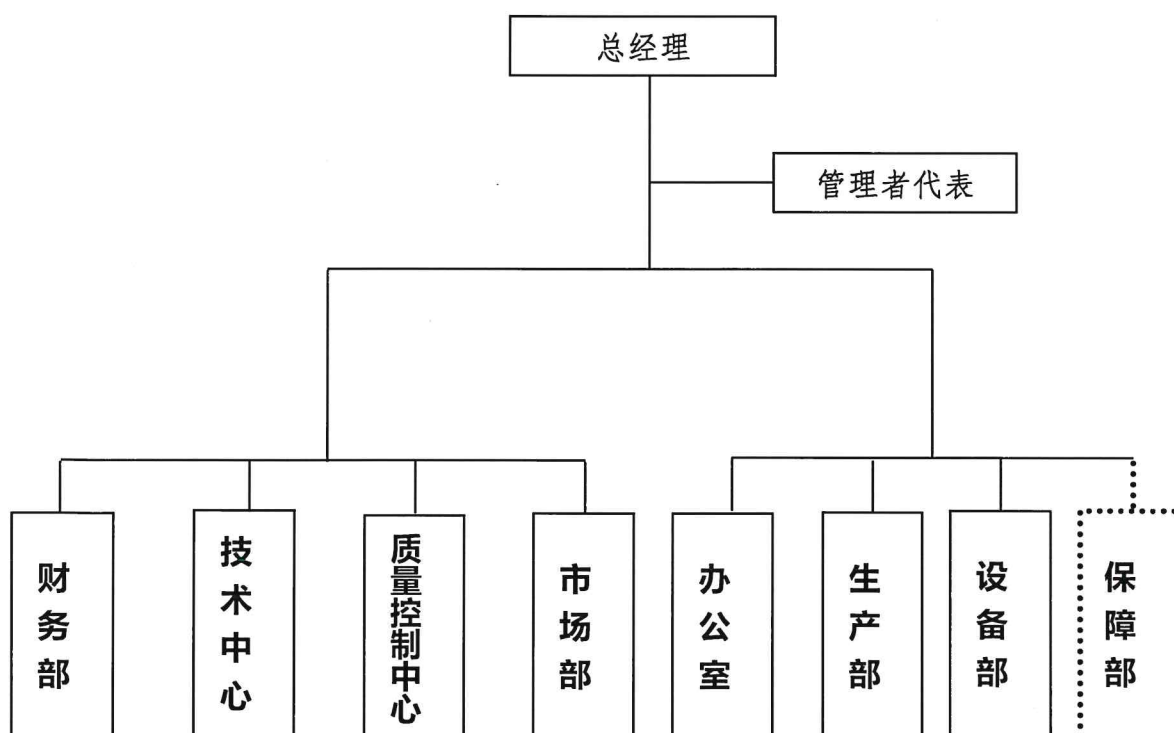 总经理
管理者代表
财务部
技术中心
质量控制中心
市场部
办公室
生产部
设备部
保障部